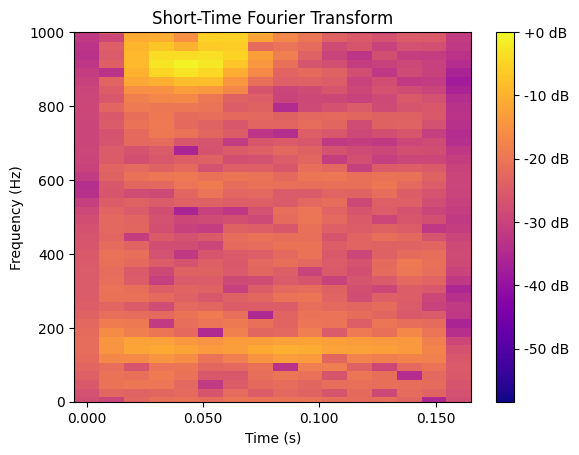 Short-Time Fourier Transform
Frequency (Hz)
1000
800
600
400
200
0
0.000
0.050
0.100
0.150
Time (s)
+0 dB
-10 dB
-20 dB
-30 dB
-40 dB
-50 dB